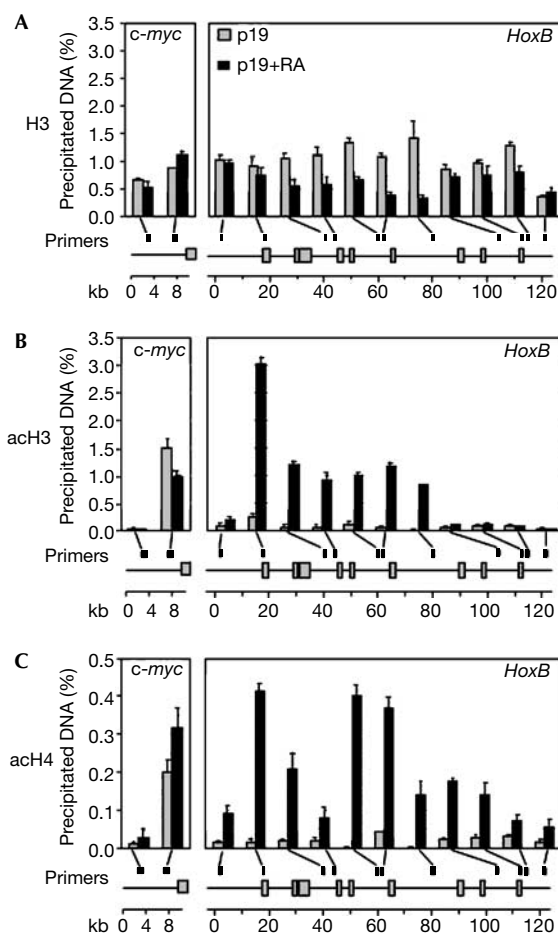 A
c-myc
HoxB
p19
p19+RA
H3
Precipitated DNA (%)
3.5
3.0
2.5
2.0
1.5
1.0
0.5
0.0
Primers
kb
0 4 8
0 20 40 60 80 100 120
B
c-myc
HoxB
acH3
Precipitated DNA (%)
3.5
3.0
2.5
2.0
1.5
1.0
0.5
0.0
Primers
kb
0 4 8
0 20 40 60 80 100 120
C
c-myc
HoxB
acH4
Precipitated DNA (%)
0.5
0.4
0.3
0.2
0.1
0.0
Primers
kb
0 4 8
0 20 40 60 80 100 120